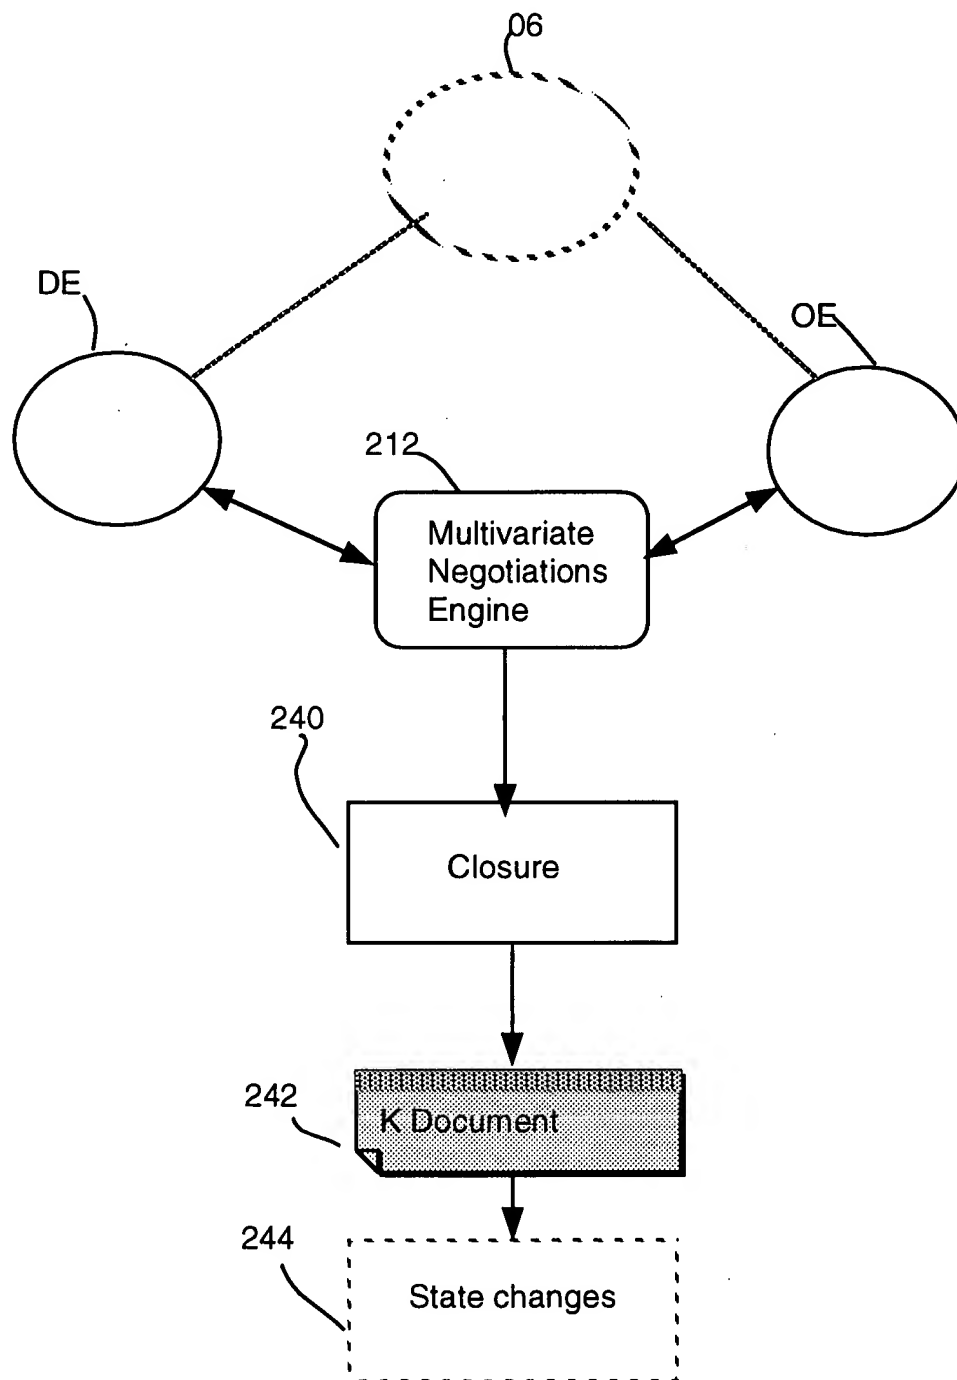 06
DE
OE
212
Multivariate
Negotiations
Engine
240
Closure
242
K Document
244
State changes